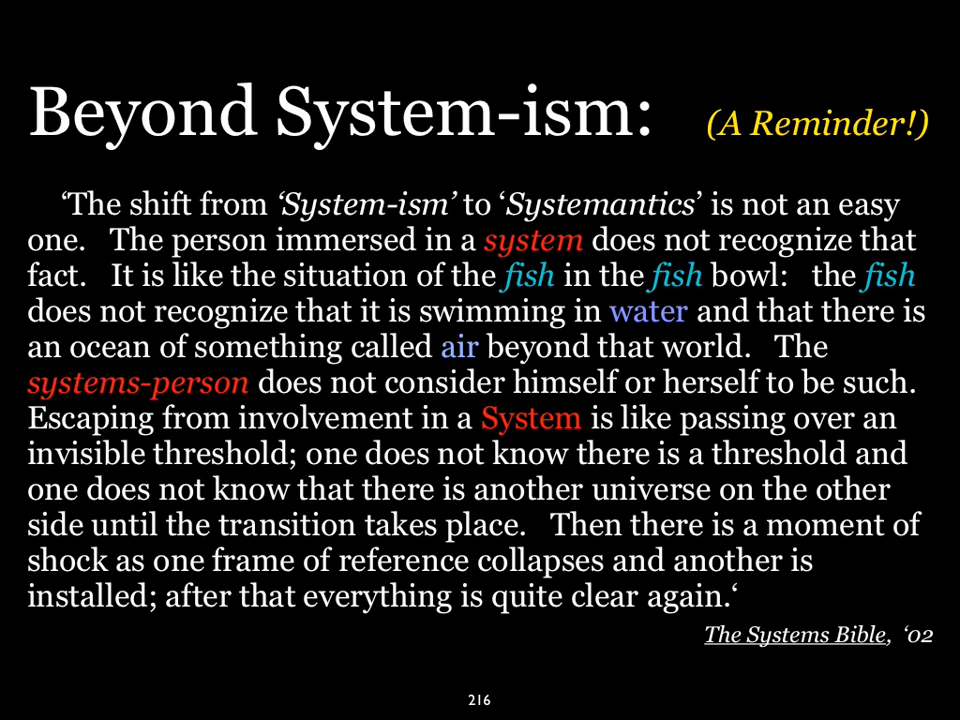 Beyond System-ism: (A Reminder!)
‘The shift from ‘System-ism’ to ‘Systemantics’ is not an easy
one. The person immersed in a system does not recognize that
fact. It is like the situation of the fish in the fish bowl: the fish
does not recognize that it is swimming in water and that there is
an ocean of something called air beyond that world. The
systems-person does not consider himself or herself to be such.
Escaping from involvement in a System is like passing over an
invisible threshold; one does not know there is a threshold and
one does not know that there is another universe on the other
side until the transition takes place. Then there is a moment of
shock as one frame of reference collapses and another is
installed; after that everything is quite clear again.‘
The Systems Bible, ‘02
216